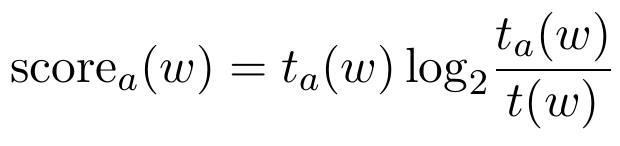 score_a(w) = t_a(w) log_2 \frac{t_a(w)}{t(w)}